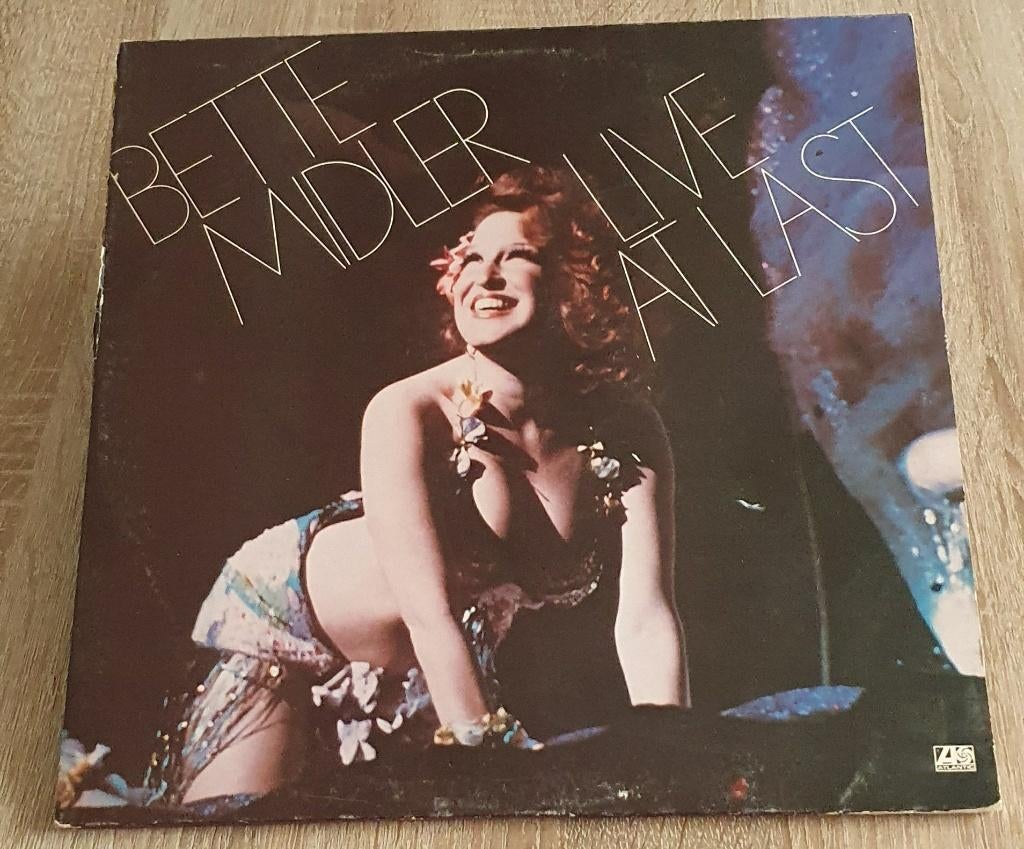 BETTE
MIDLER
LIVE
AT LAST
ATLANTIC